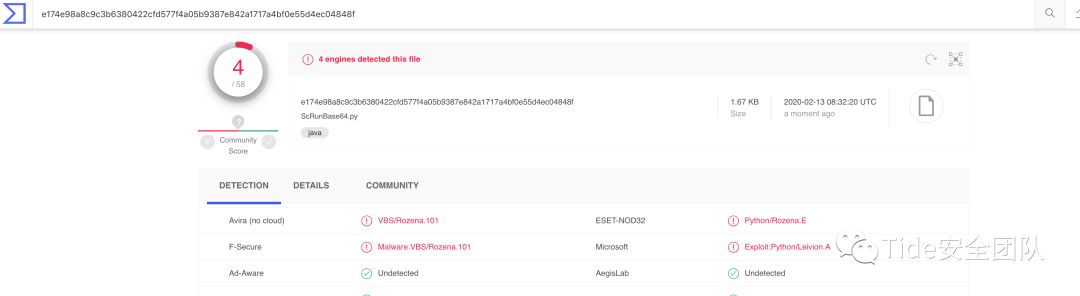 e174e98a8c9c3b6380422cfd577f4a05b9387e842a1717a4bf0e55d4ec04848f
4
/ 58
Community
Score
4 engines detected this file
e174e98a8c9c3b6380422cfd577f4a05b9387e842a1717a4bf0e55d4ec04848f
ScRunBase64.py
java
1.67 KB
Size
2020-02-13 08:32:20 UTC
a moment ago
DETECTION DETAILS COMMUNITY
Avira (no cloud) VBS/Rozena.101 ESET-NOD32 Python/Rozena.E
F-Secure Malware.VBS/Rozena.101 Microsoft Exploit:Python/Leivion.A
Ad-Aware Undetected AegisLab Undetected
Tide安全团队